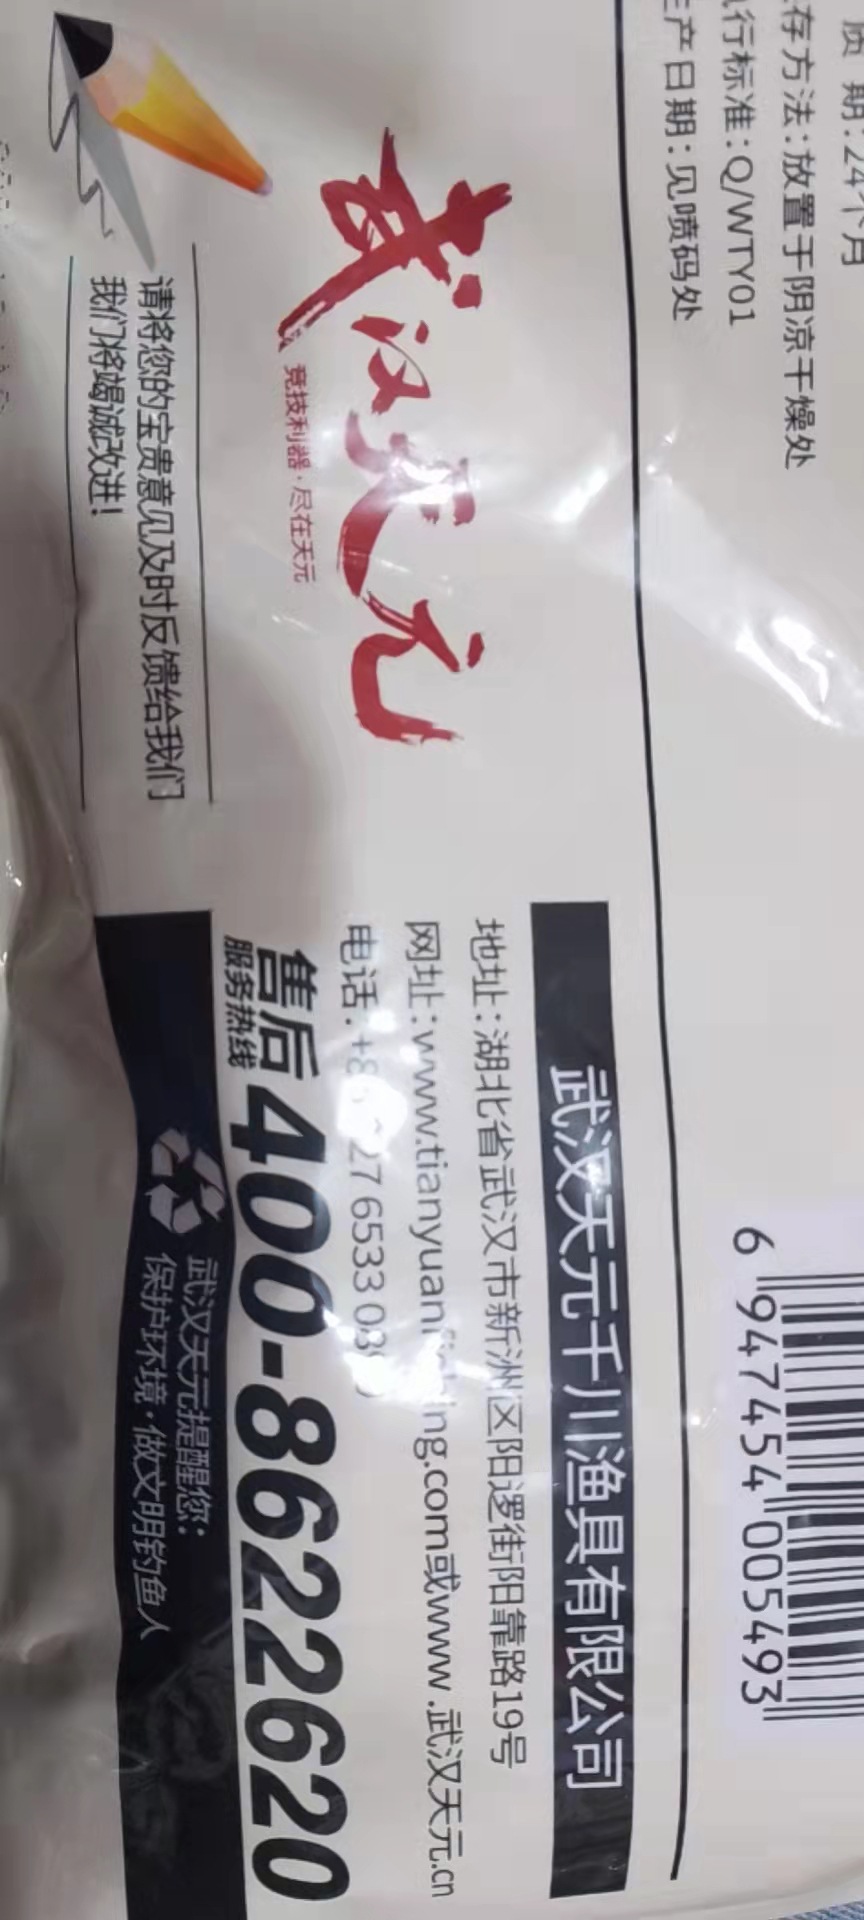 期:24个月
存方法:放置于阴凉干燥处
行标准:Q/WTY01
产日期:见喷码处
6 947454 005493
武汉天元
竞技利器·尽在天元
请将您的宝贵意见及时反馈给我们
我们将竭诚改进!
武汉天元千川渔具有限公司
地址:湖北省武汉市新洲区阳逻街阳靠路19号
网址:www.tianyuanfishing.com或www.武汉天元.cn
电话: 27 6533
售后 服务热线 400-8622620
武汉天元提醒您:
保护环境·做文明钓鱼人